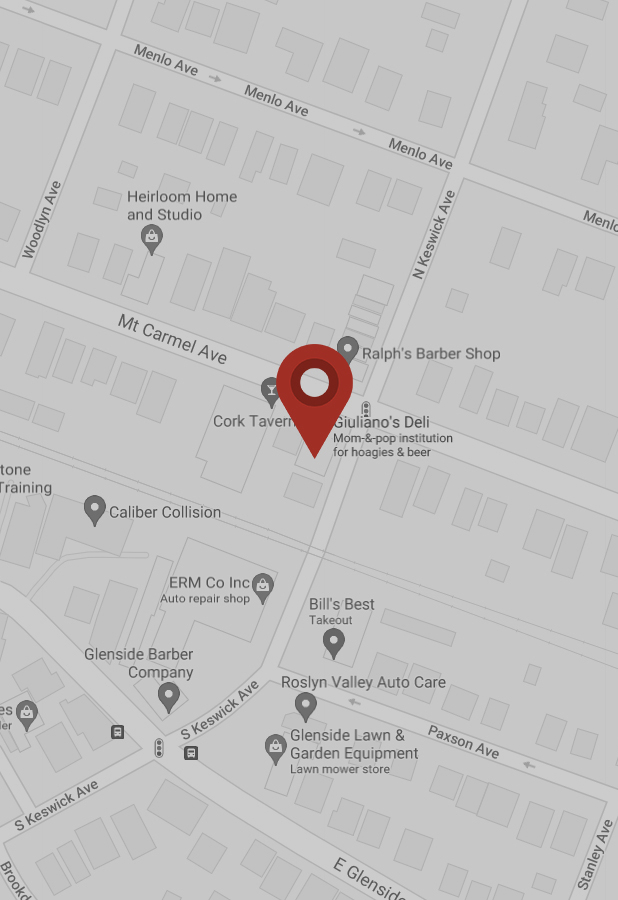 Menlo Ave
Menlo Ave
Menlo Ave
Menlo
Woodlyn Ave
Heirloom Home
and Studio
N Keswick Ave
Mt Carmel Ave
Ralph's Barber Shop
Cork Tavern
Giuliano's Deli
Mom-&-pop institution
for hoagies & beer
tone
Training
Caliber Collision
ERM Co Inc
Auto repair shop
Bill's Best
Takeout
Glenside Barber
Company
Roslyn Valley Auto Care
S Keswick Ave
es
ler
Glenside Lawn &
Garden Equipment
Lawn mower store
Paxson Ave
S Keswick Ave
E Glenside
Stanley Ave
Brookd